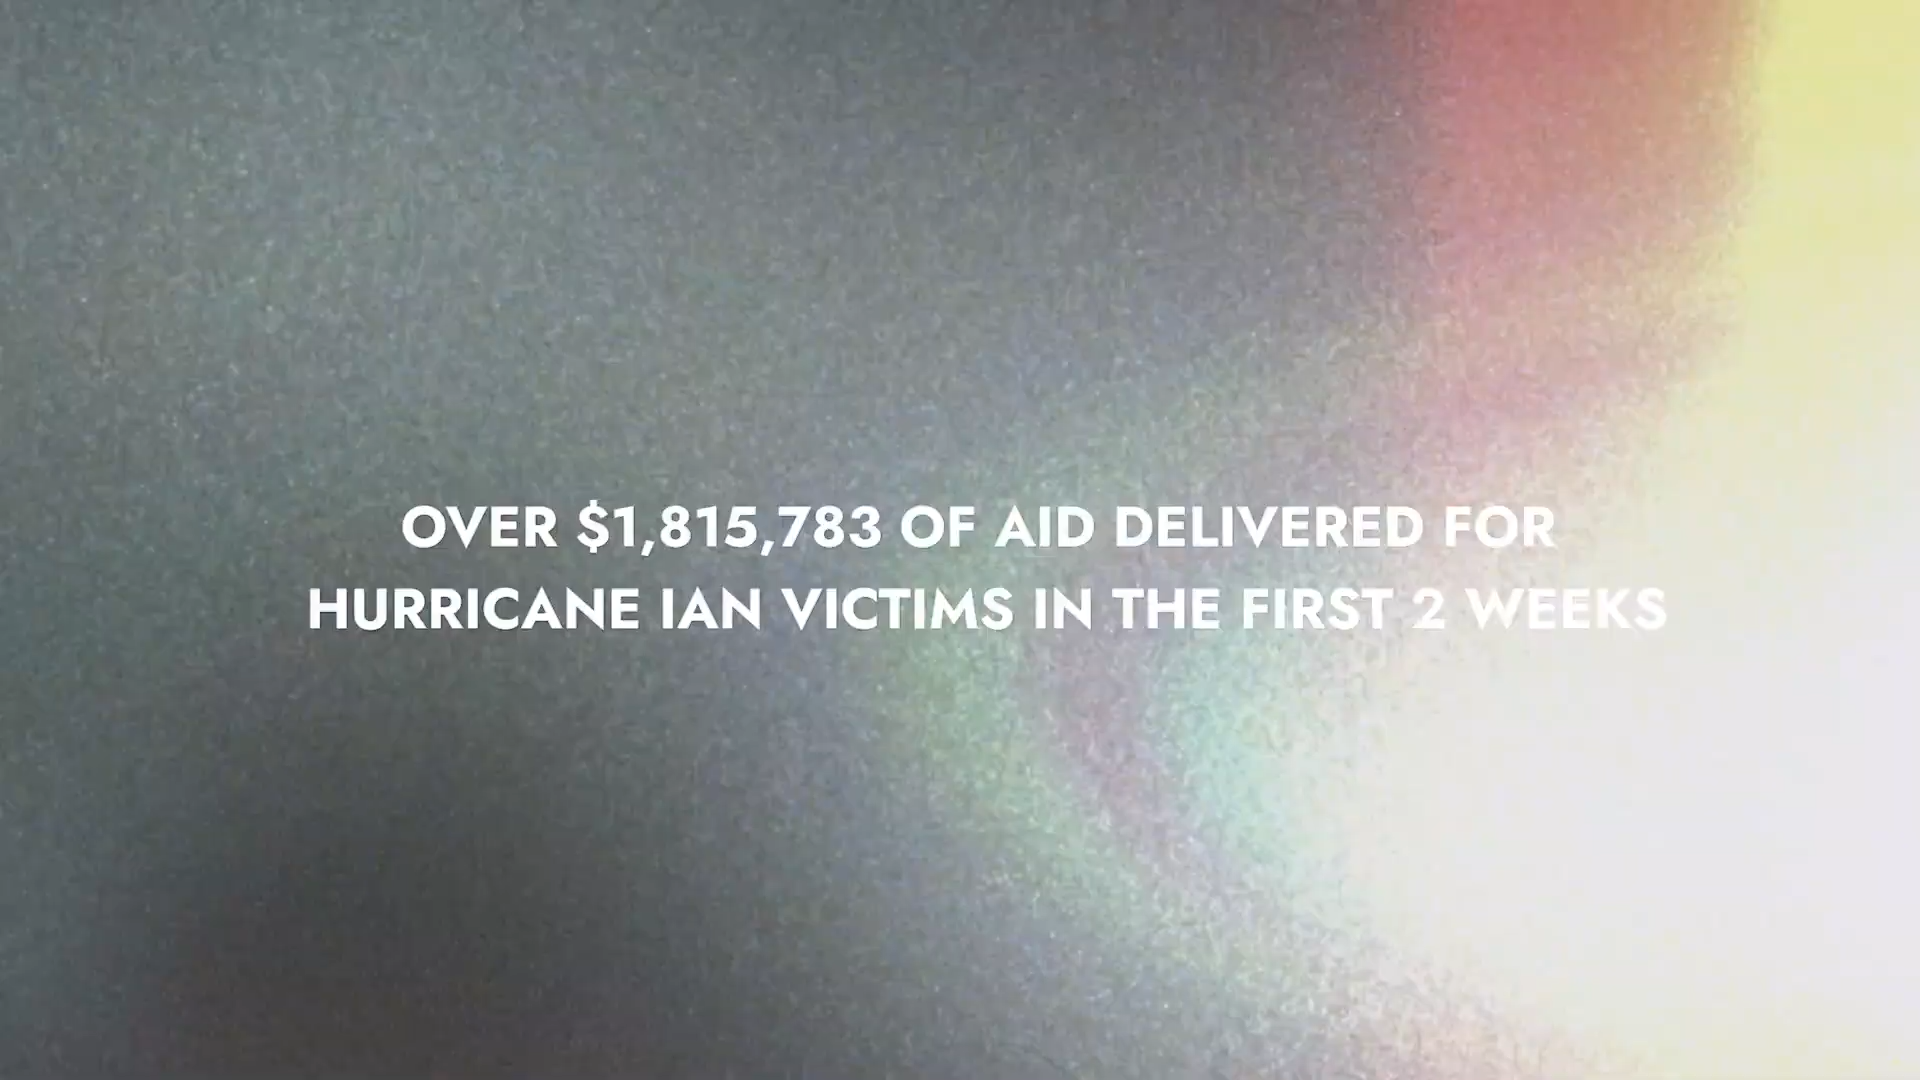 OVER $1,815,783 OF AID DELIVERED FOR
HURRICANE IAN VICTIMS IN THE FIRST 2 WEEKS